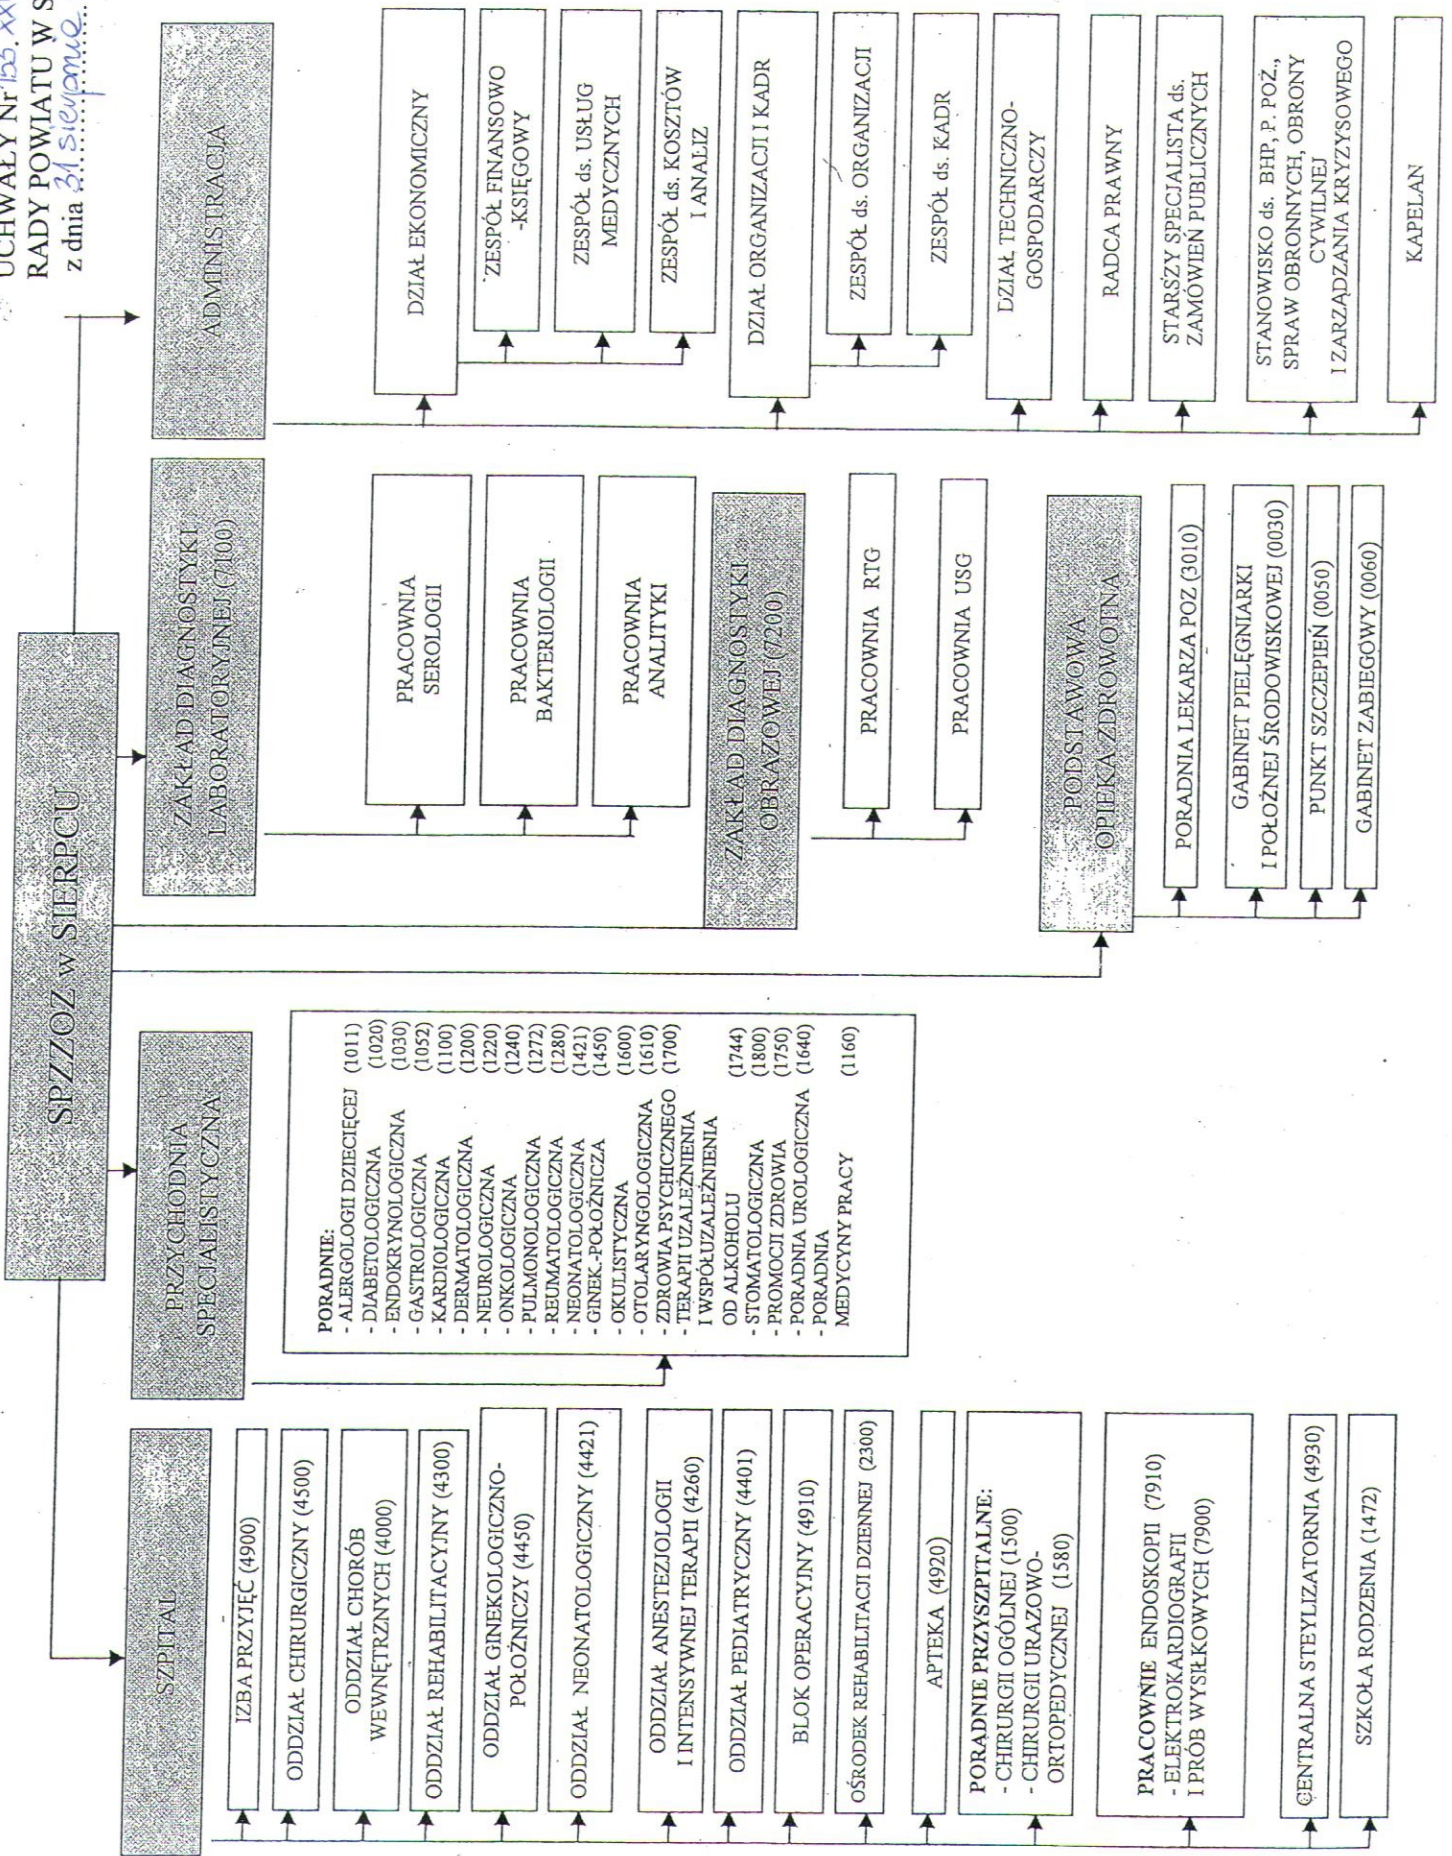 UCHWAŁY Nr 153.
RADY POWIATU W S
z dnia 31 sierpnia
SPZZOZ w SIERPCU
SZPITAL
IZBA PRZYJĘĆ (4900)
ODDZIAŁ CHIRURGICZNY (4500)
ODDZIAŁ CHORÓB
WEWNĘTRZNYCH (4000)
ODDZIAŁ REHABILITACYJNY (4300)
ODDZIAŁ GINEKOLOGICZNO-
POŁOŻNICZY (4450)
ODDZIAŁ NEONATOLOGICZNY (4421)
ODDZIAŁ ANESTEZJOLOGII
I INTENSYWNEJ TERAPII (4260)
ODDZIAŁ PEDIATRYCZNY (4401)
BLOK OPERACYJNY (4910)
OŚRODEK REHABILITACJI DZIENNEJ (2300)
APTEKA (4920)
PORADNIE PRZYSZPITALNE:
- CHIRURGII OGÓLNEJ (1500)
- CHIRURGII URAZOWO-
ORTOPEDYCZNEJ (1580)
PRACOWNIE ENDOSKOPII (7910)
- ELEKTROKARDIOGRAFII
I PRÓB WYSIŁKOWYCH (7900)
CENTRALNA STEYLIZATORNIA (4930)
SZKOŁA RODZENIA (1472)
PRZYCHODNIA
SPECJALISTYCZNA
PORADNIE:
- ALERGOLOGII DZIECIĘCEJ (1011)
- DIABETOLOGICZNA (1020)
- ENDOKRYNOLOGICZNA (1030)
- GASTROLOGICZNA (1052)
- KARDIOLOGICZNA (1100)
- DERMATOLOGICZNA (1200)
- NEUROLOGICZNA (1220)
- ONKOLOGICZNA (1240)
- PULMONOLOGICZNA (1272)
- REUMATOLOGICZNA (1280)
- NEONATOLOGICZNA (1421)
- GINEK.-POŁOŻNICZA (1450)
- OKULISTYCZNA (1600)
- OTOLARYNGOLOGICZNA (1610)
- ZDROWIA PSYCHICZNEGO (1700)
- TERAPII UZALEŻNIENIA
I WSPÓŁUZALEŻNIENIA
OD ALKOHOLU (1744)
- STOMATOLOGICZNA (1800)
- PROMOCJI ZDROWIA (1750)
- PORADNIA UROLOGICZNA (1640)
- PORADNIA
MEDYCYNY PRACY (1160)
ZAKŁAD DIAGNOSTYKI
LABORATORYJNEJ (7100)
PRACOWNIA
SEROLOGII
PRACOWNIA
BAKTERIOLOGII
PRACOWNIA
ANALITYKI
ZAKŁAD DIAGNOSTYKI
OBRAZOWEJ (7200)
PRACOWNIA RTG
PRACOWNIA USG
PODSTAWOWA
OPIEKA ZDROWOTNA
PORADNIA LEKARZA POZ (3010)
GABINET PIELĘGNIARKI
I POŁOŻNEJ ŚRODOWISKOWEJ (0030)
PUNKT SZCZEPIEŃ (0050)
GABINET ZABIEGOWY (0060)
ADMINISTRACJA
DZIAŁ EKONOMICZNY
ZESPÓŁ FINANSOWO
-KSIĘGOWY
ZESPÓŁ ds. USŁUG
MEDYCZNYCH
ZESPÓŁ ds. KOSZTÓW
I ANALIZ
DZIAŁ ORGANIZACJI I KADR
ZESPÓŁ ds. ORGANIZACJI
ZESPÓŁ ds. KADR
DZIAŁ TECHNICZNO-
GOSPODARCZY
RADCA PRAWNY
STARSZY SPECJALISTA ds.
ZAMÓWIEŃ PUBLICZNYCH
STANOWISKO ds. BHP, P. POŻ.,
SPRAW OBRONNYCH, OBRONY
CYWILNEJ
I ZARZĄDZANIA KRYZYSOWEGO
KAPELAN